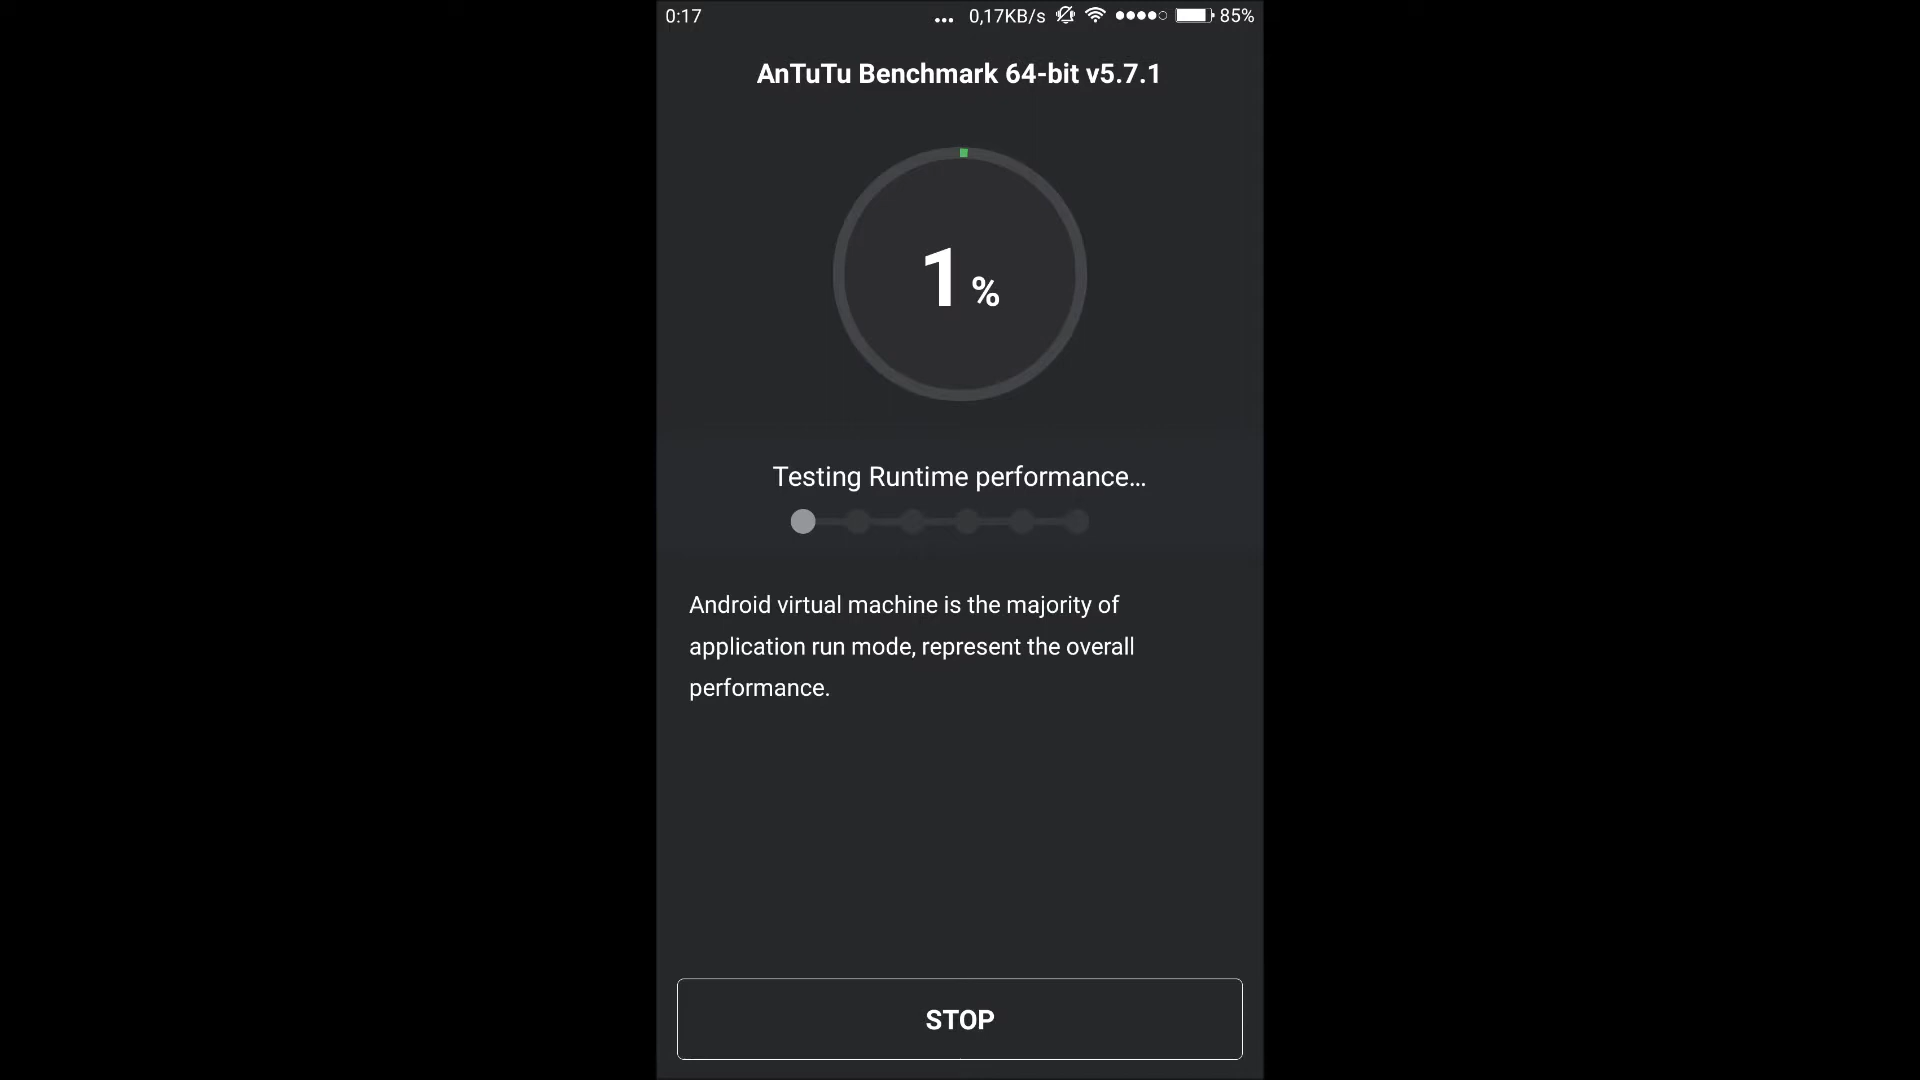 0:17 ... 0,17KB/s 85%
AnTuTu Benchmark 64-bit v5.7.1
1 %
Testing Runtime performance...
Android virtual machine is the majority of
application run mode, represent the overall
performance.
STOP